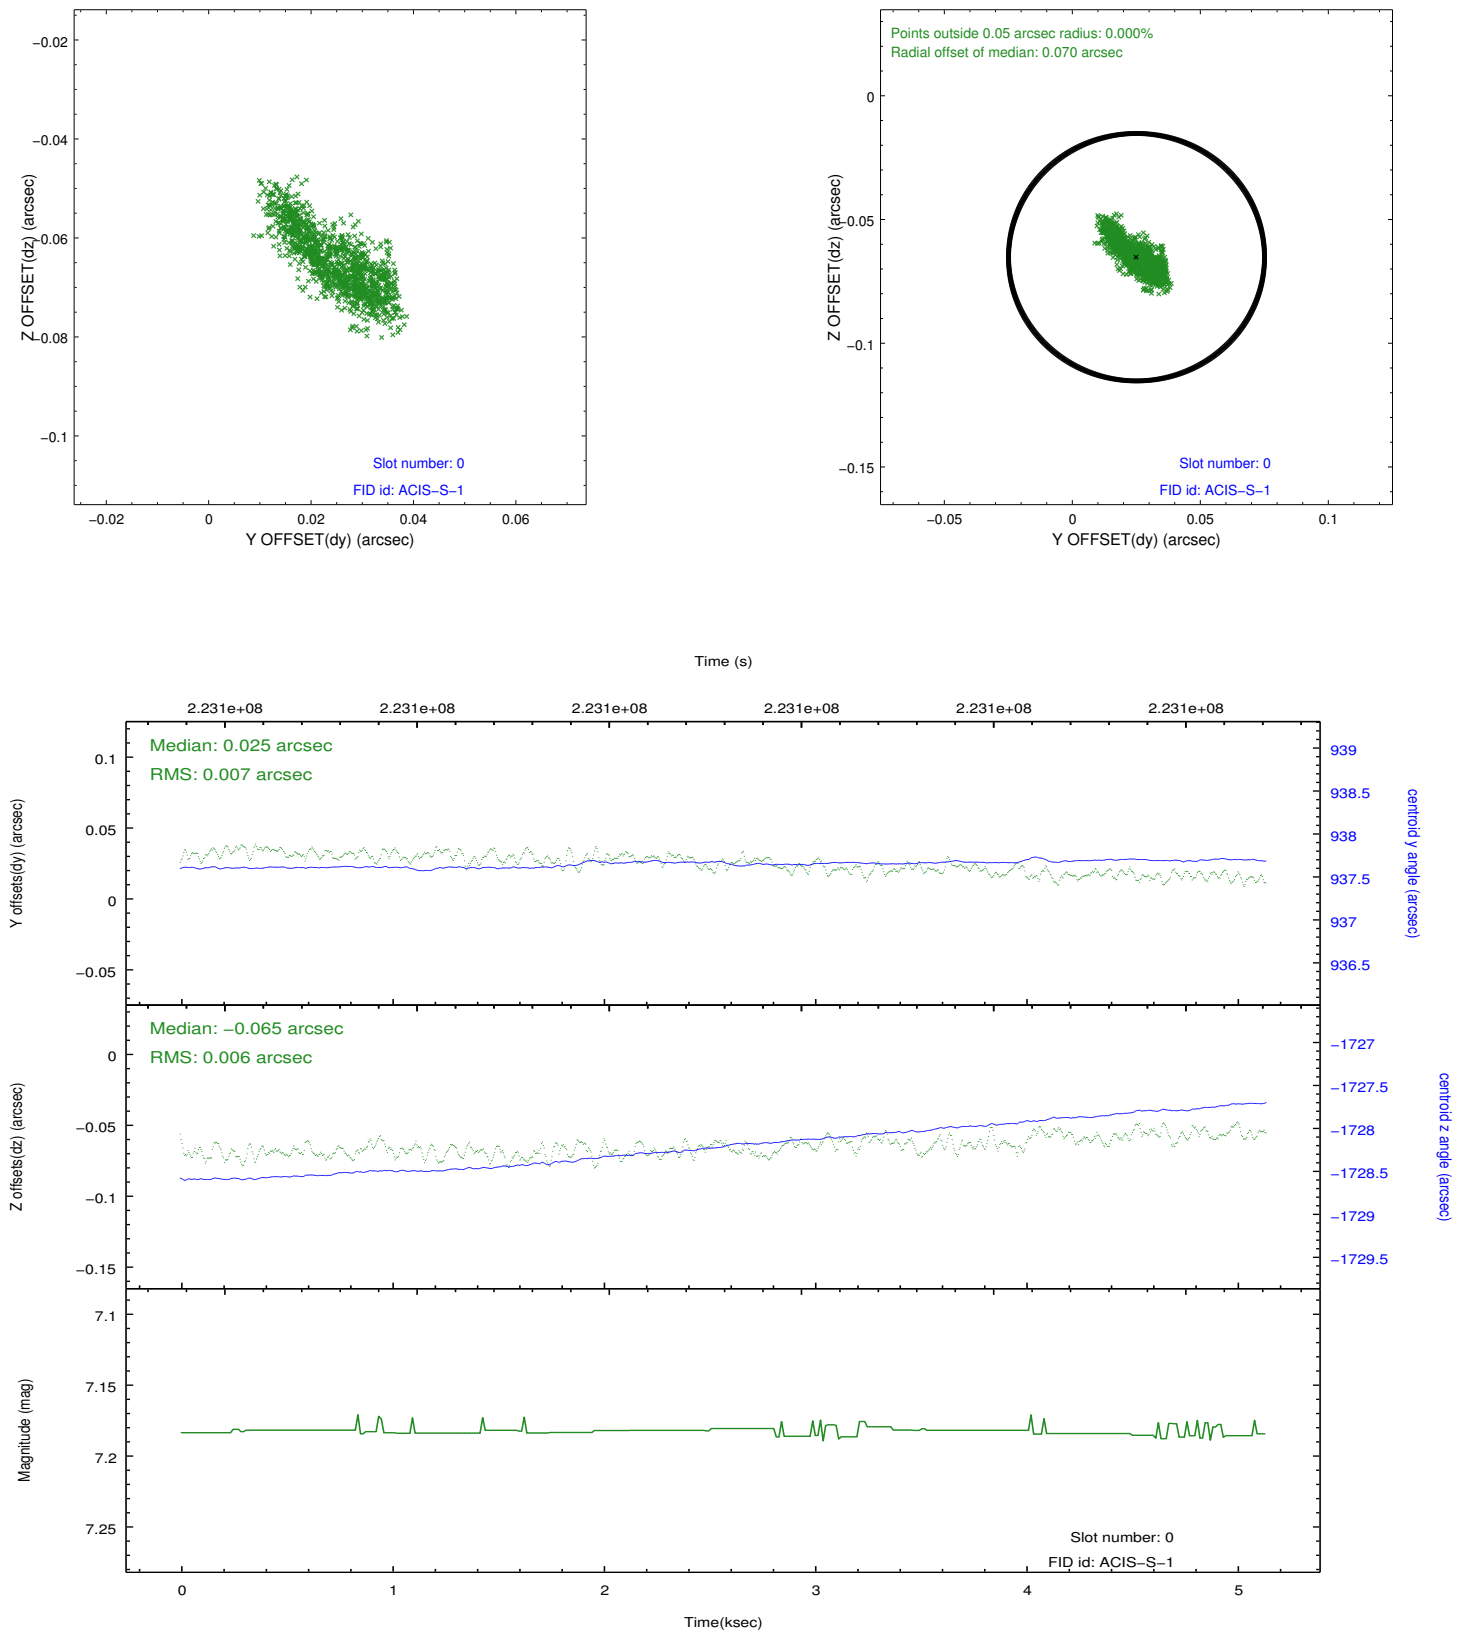 −0.02
−0.04
−0.06
−0.08
−0.1
Z OFFSET(dz) (arcsec)
Slot number: 0
FID id: ACIS−S−1
−0.02 0 0.02 0.04 0.06
Y OFFSET(dy) (arcsec)
Points outside 0.05 arcsec radius: 0.000%
Radial offset of median: 0.070 arcsec
0
−0.05
−0.1
−0.15
Z OFFSET(dz) (arcsec)
Slot number: 0
FID id: ACIS−S−1
−0.05 0 0.05 0.1
Y OFFSET(dy) (arcsec)
Time (s)
2.231e+08 2.231e+08 2.231e+08 2.231e+08 2.231e+08 2.231e+08
Median: 0.025 arcsec
RMS: 0.007 arcsec
0.1
0.05
0
−0.05
Y offsets(dy) (arcsec)
939
938.5
938
937.5
937
936.5
centroid y angle (arcsec)
Median: −0.065 arcsec
RMS: 0.006 arcsec
0
−0.05
−0.1
−0.15
Z offsets(dz) (arcsec)
−1727
−1727.5
−1728
−1728.5
−1729
−1729.5
centroid z angle (arcsec)
7.1
7.15
7.2
7.25
Magnitude (mag)
Slot number: 0
FID id: ACIS−S−1
0 1 2 3 4 5
Time(ksec)